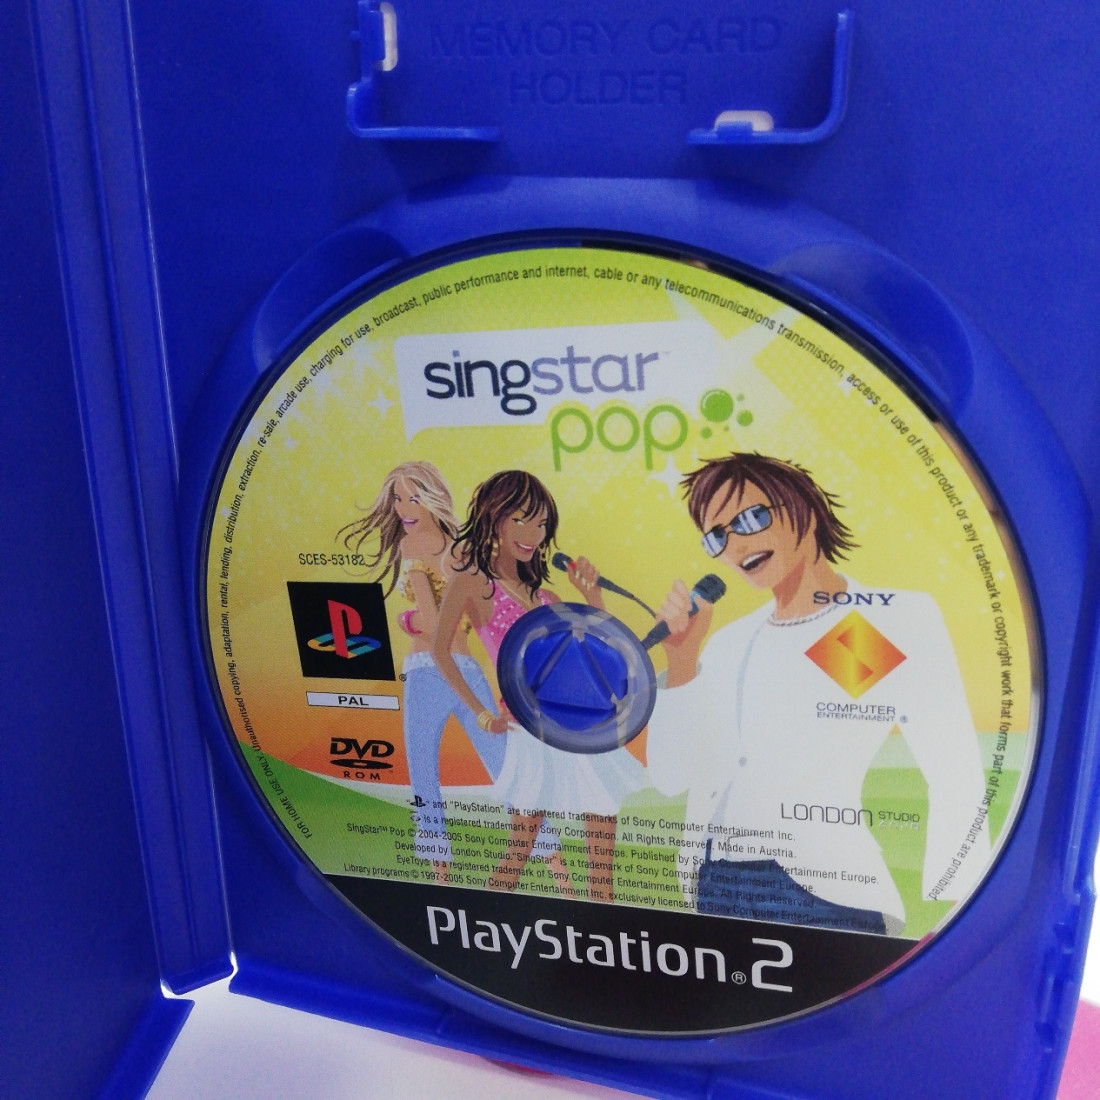 MEMORY CARD
HOLDER
FOR HOME USE ONLY. Unauthorised copying, adaptation, rental, lending, distribution, extraction, re-sale, arcade use, charging for use, broadcast, public performance and internet, cable or any telecommunications transmission, access or use of this product or any trademark or copyright work that forms part of this product are prohibited
singstar™
pop
SCES-53182
PAL
DVD
ROM
SONY
COMPUTER
ENTERTAINMENT ®
LONDON STUDIO
" " and "PlayStation" are registered trademarks of Sony Computer Entertainment Inc.
is a registered trademark of Sony Corporation. All Rights Reserved. Made in Austria.
SingStar™ Pop © 2004-2005 Sony Computer Entertainment Europe. Published by Sony Computer Entertainment Europe.
Developed by London Studio. "SingStar" is a trademark of Sony Computer Entertainment Europe.
EyeToy® is a registered trademark of Sony Computer Entertainment Europe. All Rights Reserved.
Library programs © 1997-2005 Sony Computer Entertainment Inc. exclusively licensed to Sony Computer Entertainment Europe.
PlayStation®2